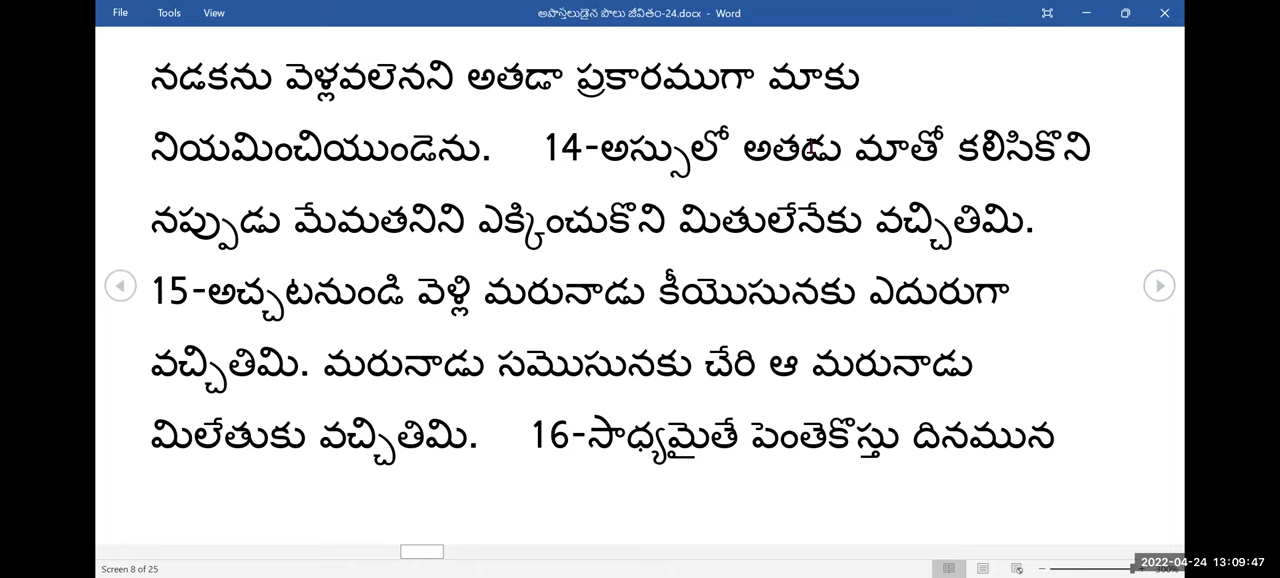 File Tools View అపొస్తలుడైన పౌలు జీవితం-24.docx - Word
నడకను వెళ్లవలెనని అతడా ప్రకారముగా మాకు
నియమించియుండెను. 14-అస్సులో అతడు మాతో కలిసికొని
నప్పుడు మేమతనిని ఎక్కించుకొని మితులేనేకు వచ్చితిమి.
15-అచ్చటనుండి వెళ్లి మరునాడు కీయొసునకు ఎదురుగా
వచ్చితిమి. మరునాడు సమొసునకు చేరి ఆ మరునాడు
మిలేతుకు వచ్చితిమి. 16-సాధ్యమైతే పెంతెకొస్తు దినమున
Screen 8 of 25
2022-04-24 13:09:47